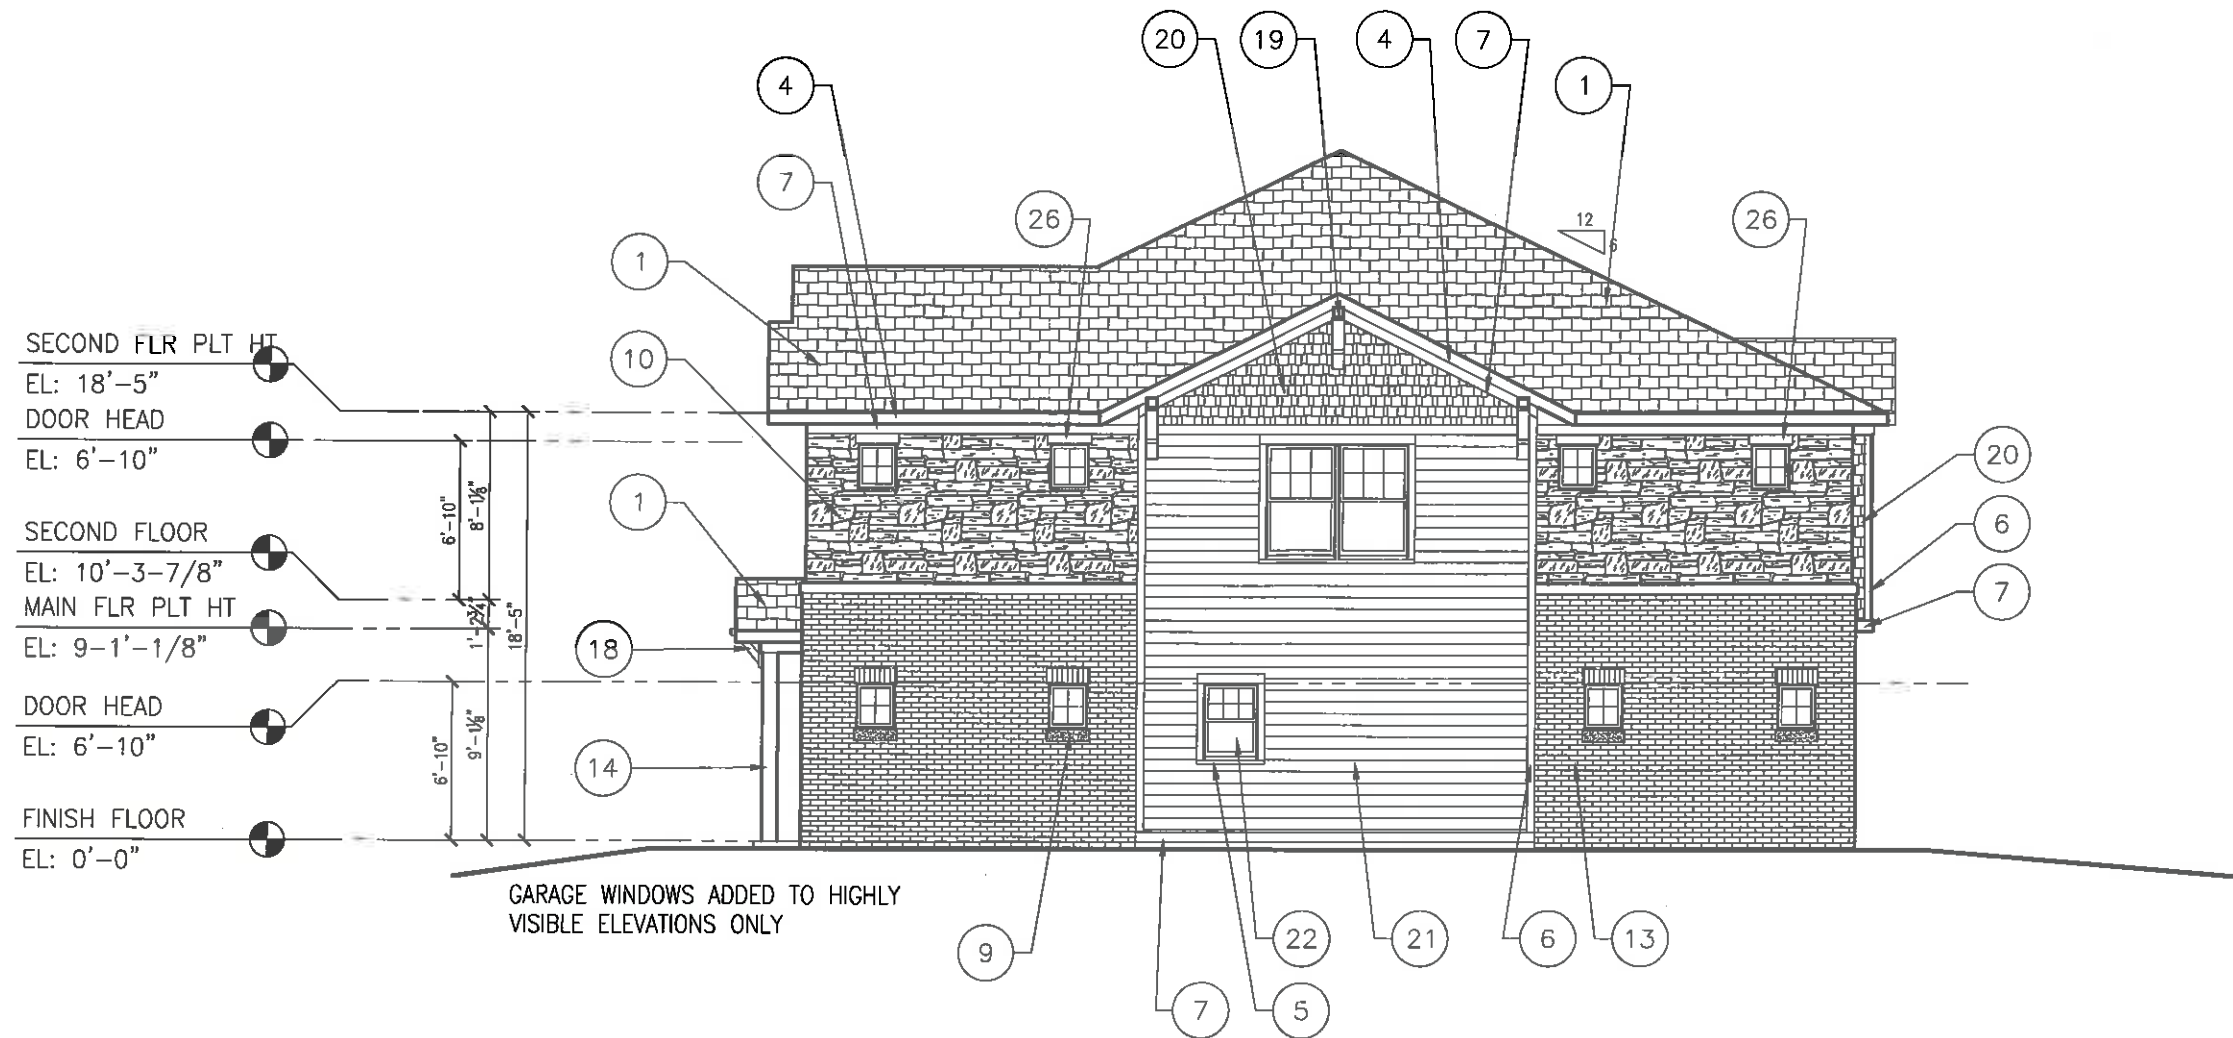 20 19 4 7 1
4
7
26 12 26
6
1
SECOND FLR PLT HT
EL: 18'-5"
10
DOOR HEAD
EL: 6'-10"
20
1
6'-10"
8'-1⅛"
6
SECOND FLOOR
EL: 10'-3-7/8"
7
MAIN FLR PLT HT
EL: 9-1'-1/8"
1'-2¾"
18'-5"
18
DOOR HEAD
EL: 6'-10"
6'-10"
9'-1⅛"
14
FINISH FLOOR
EL: 0'-0"
GARAGE WINDOWS ADDED TO HIGHLY
VISIBLE ELEVATIONS ONLY
9 22 21 6 13
7 5